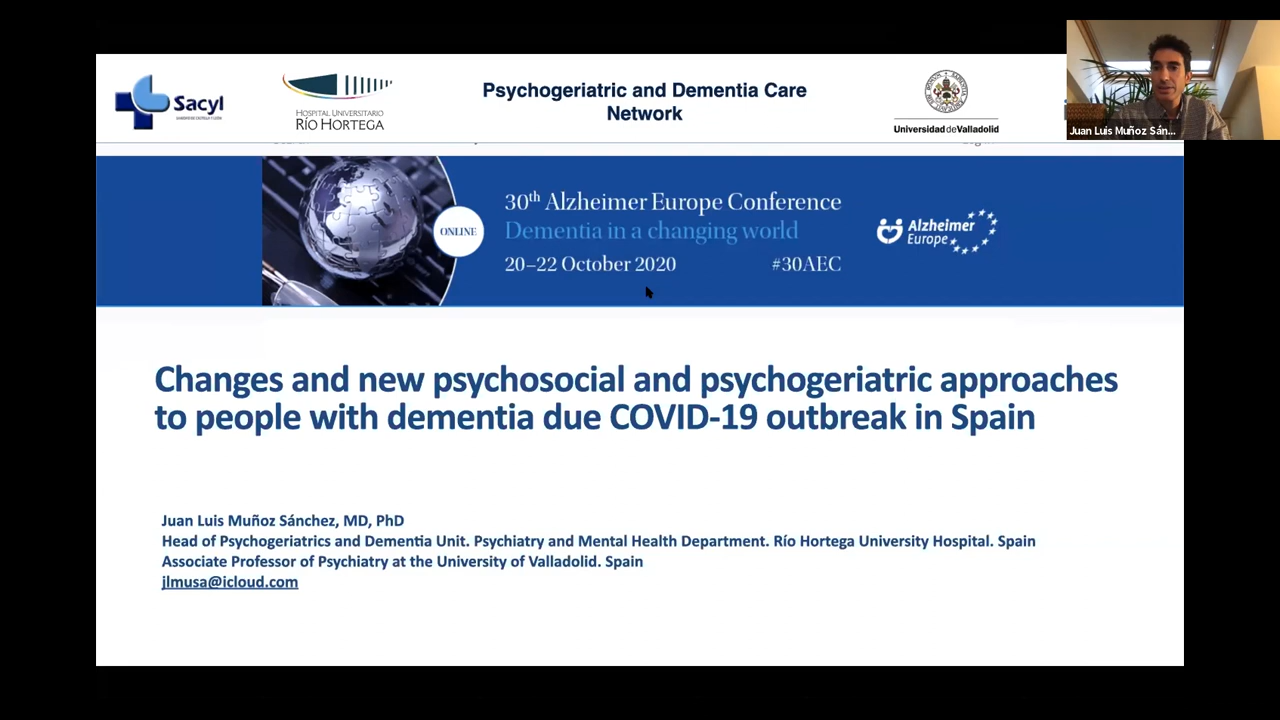 Sacyl
HOSPITAL UNIVERSITARIO
RÍO HORTEGA
Psychogeriatric and Dementia Care
Network
Universidad de Valladolid
Juan Luis Muñoz Sán...
ONLINE
30th Alzheimer Europe Conference
Dementia in a changing world
20–22 October 2020
#30AEC
Alzheimer
Europe
Changes and new psychosocial and psychogeriatric approaches
to people with dementia due COVID-19 outbreak in Spain
Juan Luis Muñoz Sánchez, MD, PhD
Head of Psychogeriatrics and Dementia Unit. Psychiatry and Mental Health Department. Río Hortega University Hospital. Spain
Associate Professor of Psychiatry at the University of Valladolid. Spain
jlmusa@icloud.com